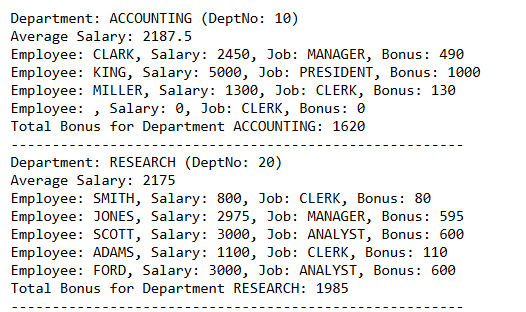 Department: ACCOUNTING (DeptNo: 10)
Average Salary: 2187.5
Employee: CLARK, Salary: 2450, Job: MANAGER, Bonus: 490
Employee: KING, Salary: 5000, Job: PRESIDENT, Bonus: 1000
Employee: MILLER, Salary: 1300, Job: CLERK, Bonus: 130
Employee: , Salary: 0, Job: CLERK, Bonus: 0
Total Bonus for Department ACCOUNTING: 1620
-------------------------------------------------------
Department: RESEARCH (DeptNo: 20)
Average Salary: 2175
Employee: SMITH, Salary: 800, Job: CLERK, Bonus: 80
Employee: JONES, Salary: 2975, Job: MANAGER, Bonus: 595
Employee: SCOTT, Salary: 3000, Job: ANALYST, Bonus: 600
Employee: ADAMS, Salary: 1100, Job: CLERK, Bonus: 110
Employee: FORD, Salary: 3000, Job: ANALYST, Bonus: 600
Total Bonus for Department RESEARCH: 1985
-------------------------------------------------------